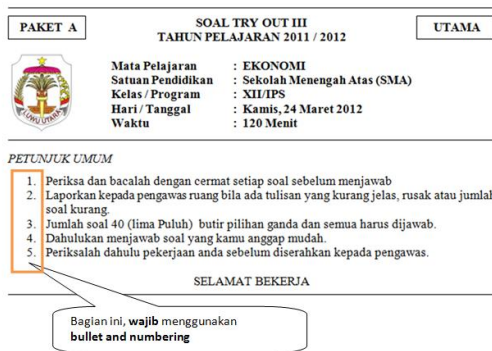 PAKET A
SOAL TRY OUT III
TAHUN PELAJARAN 2011 / 2012
UTAMA
Mata Pelajaran : EKONOMI
Satuan Pendidikan : Sekolah Menengah Atas (SMA)
Kelas / Program : XII/IPS
Hari / Tanggal : Kamis, 24 Maret 2012
Waktu : 120 Menit
LUWU UTARA
PETUNJUK UMUM
1. Periksa dan bacalah dengan cermat setiap soal sebelum menjawab
2. Laporkan kepada pengawas ruang bila ada tulisan yang kurang jelas, rusak atau jumlah
soal kurang.
3. Jumlah soal 40 (lima Puluh) butir pilihan ganda dan semua harus dijawab.
4. Dahulukan menjawab soal yang kamu anggap mudah.
5. Periksalah dahulu pekerjaan anda sebelum diserahkan kepada pengawas.
SELAMAT BEKERJA
Bagian ini, wajib menggunakan
bullet and numbering